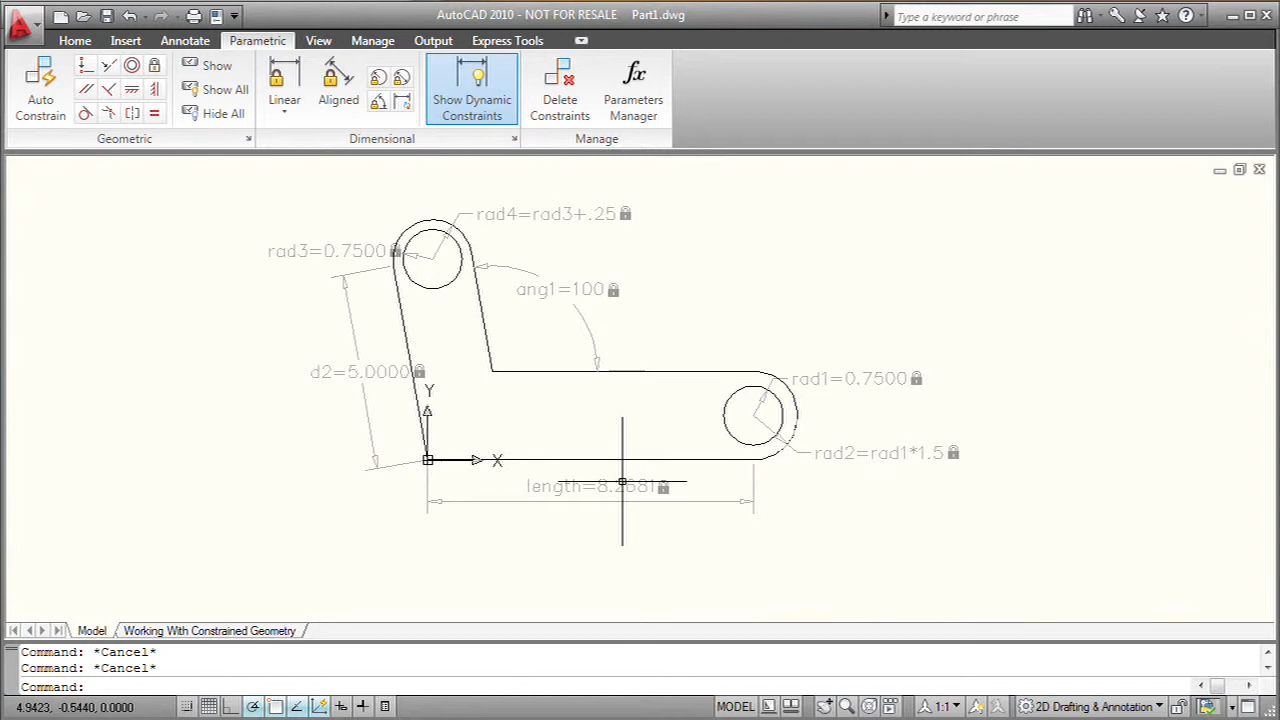 AutoCAD 2010 - NOT FOR RESALE Part1.dwg
Type a keyword or phrase
Home Insert Annotate Parametric View Manage Output Express Tools
Auto Constrain
Show
Show All
Hide All
Linear
Aligned
Show Dynamic Constraints
Delete Constraints
Parameters Manager
fx
Geometric
Dimensional
Manage
rad4=rad3+.25
rad3=0.7500
ang1=100
d2=5.0000
rad1=0.7500
Y
rad2=rad1*1.5
X
length=8.2681
Model Working With Constrained Geometry
Command: *Cancel*
Command: *Cancel*
Command:
4.9423, -0.5440, 0.0000
MODEL
1:1
2D Drafting & Annotation